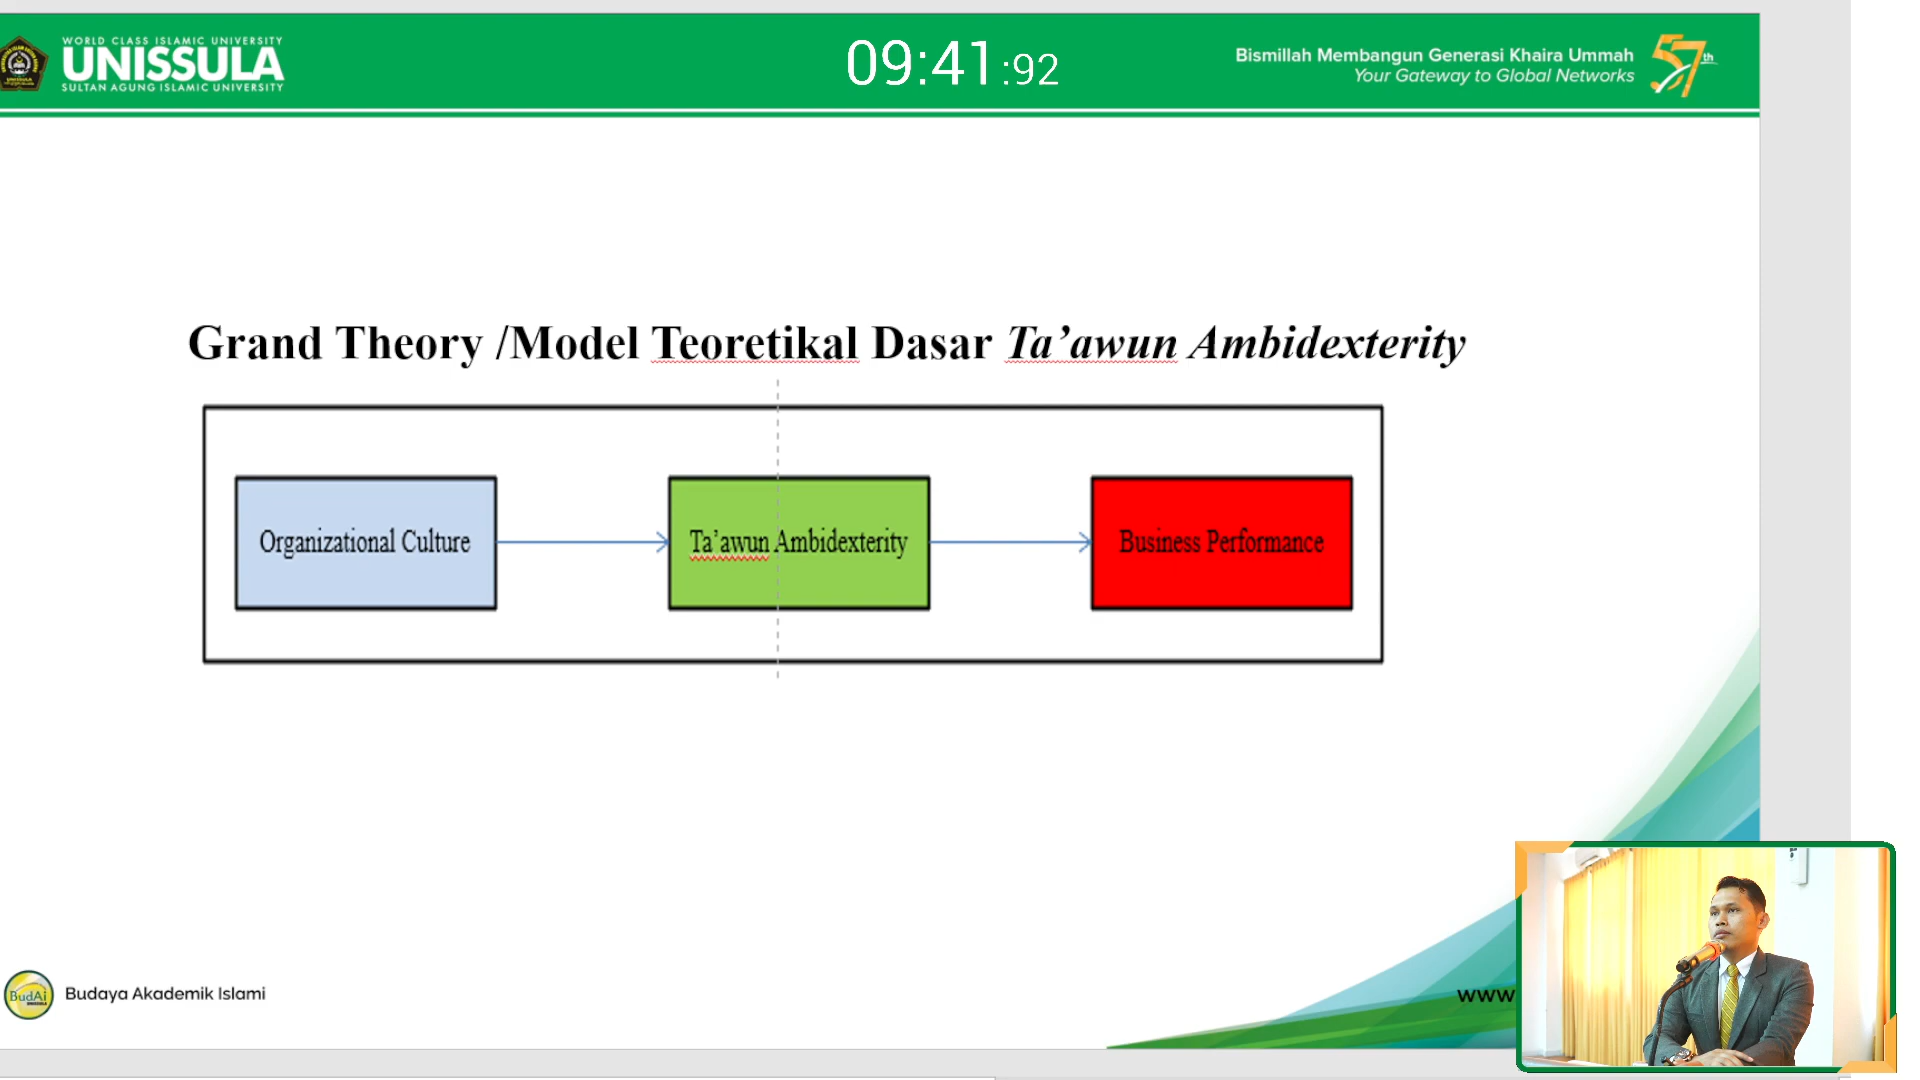 WORLD CLASS ISLAMIC UNIVERSITY
UNISSULA
SULTAN AGUNG ISLAMIC UNIVERSITY
09:41:92
Bismillah Membangun Generasi Khaira Ummah
Your Gateway to Global Networks
57th
Grand Theory /Model Teoretikal Dasar Ta’awun Ambidexterity
Organizational Culture
Ta’awun Ambidexterity
Business Performance
BudAi
UNISSULA
Budaya Akademik Islami
www